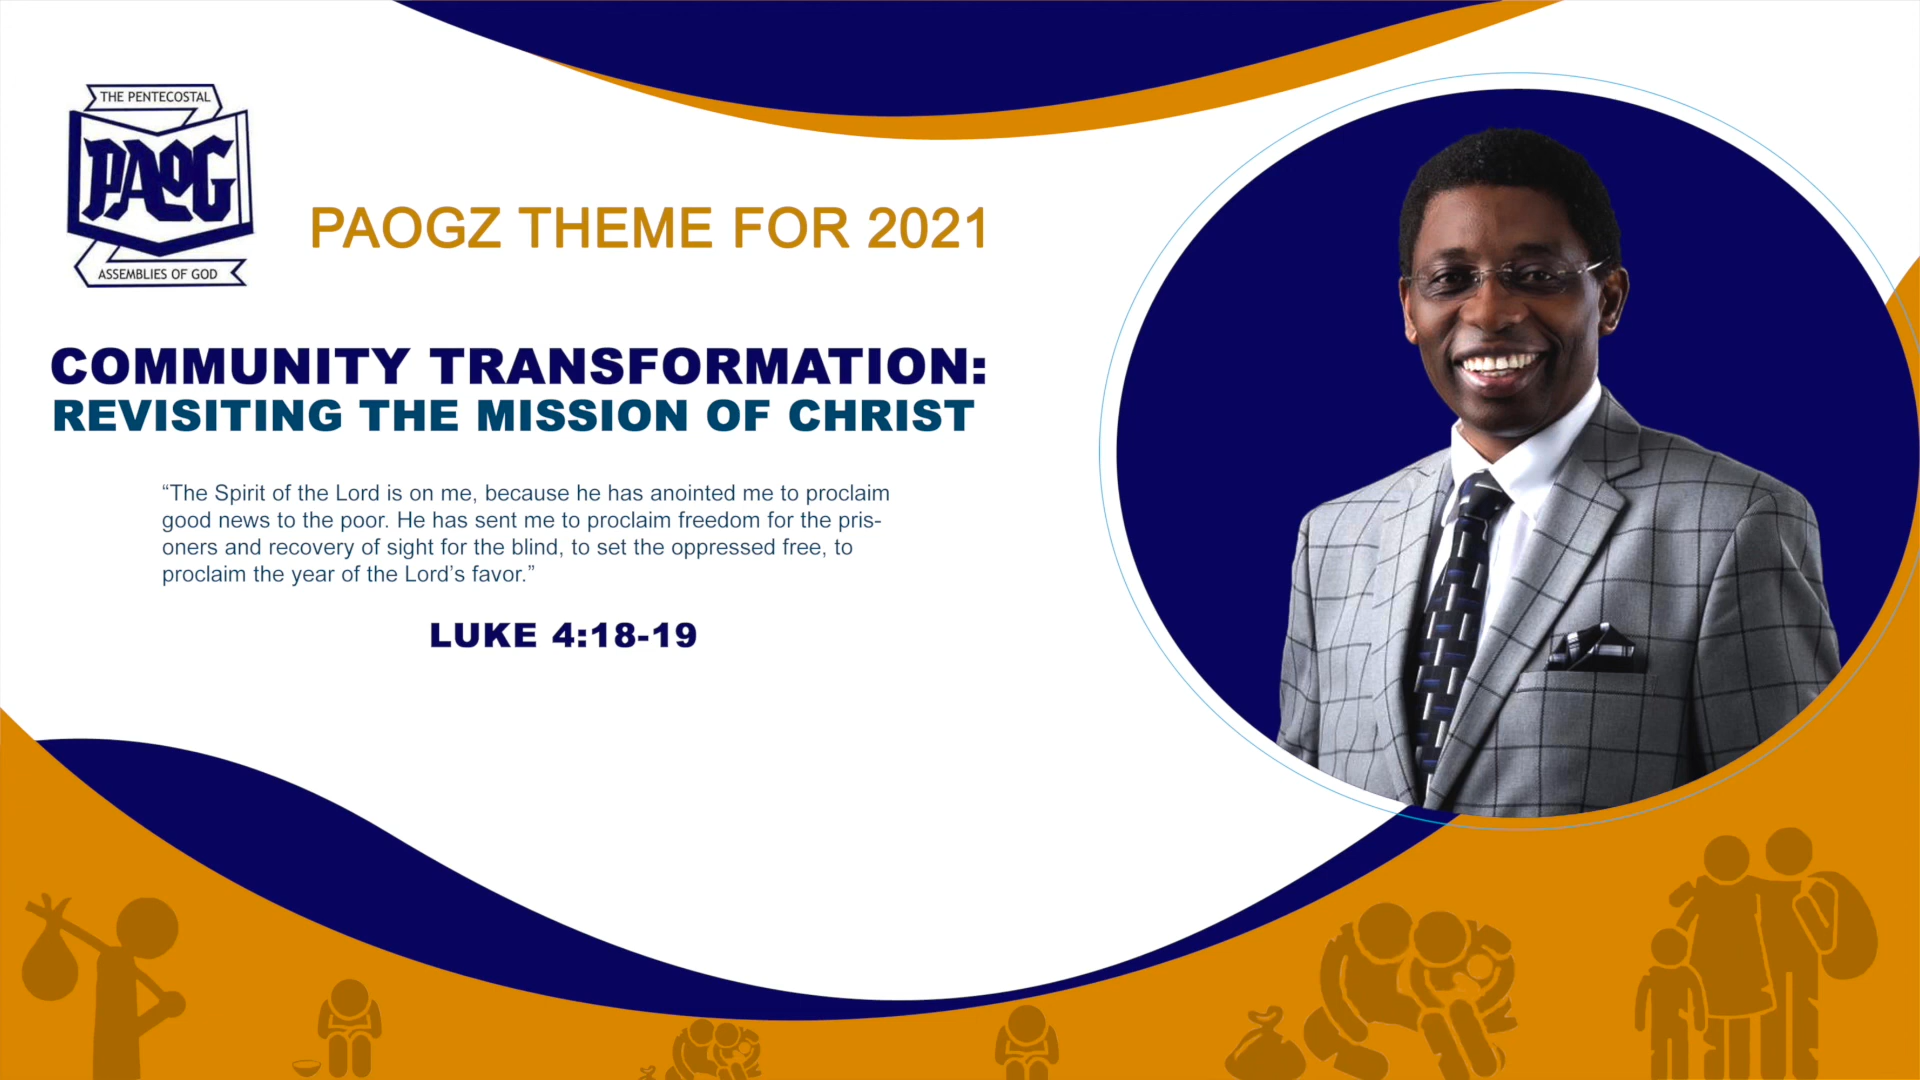 THE PENTECOSTAL
PAOG
ASSEMBLIES OF GOD
PAOGZ THEME FOR 2021
COMMUNITY TRANSFORMATION:
REVISITING THE MISSION OF CHRIST
“The Spirit of the Lord is on me, because he has anointed me to proclaim
good news to the poor. He has sent me to proclaim freedom for the pris-
oners and recovery of sight for the blind, to set the oppressed free, to
proclaim the year of the Lord’s favor.”
LUKE 4:18-19